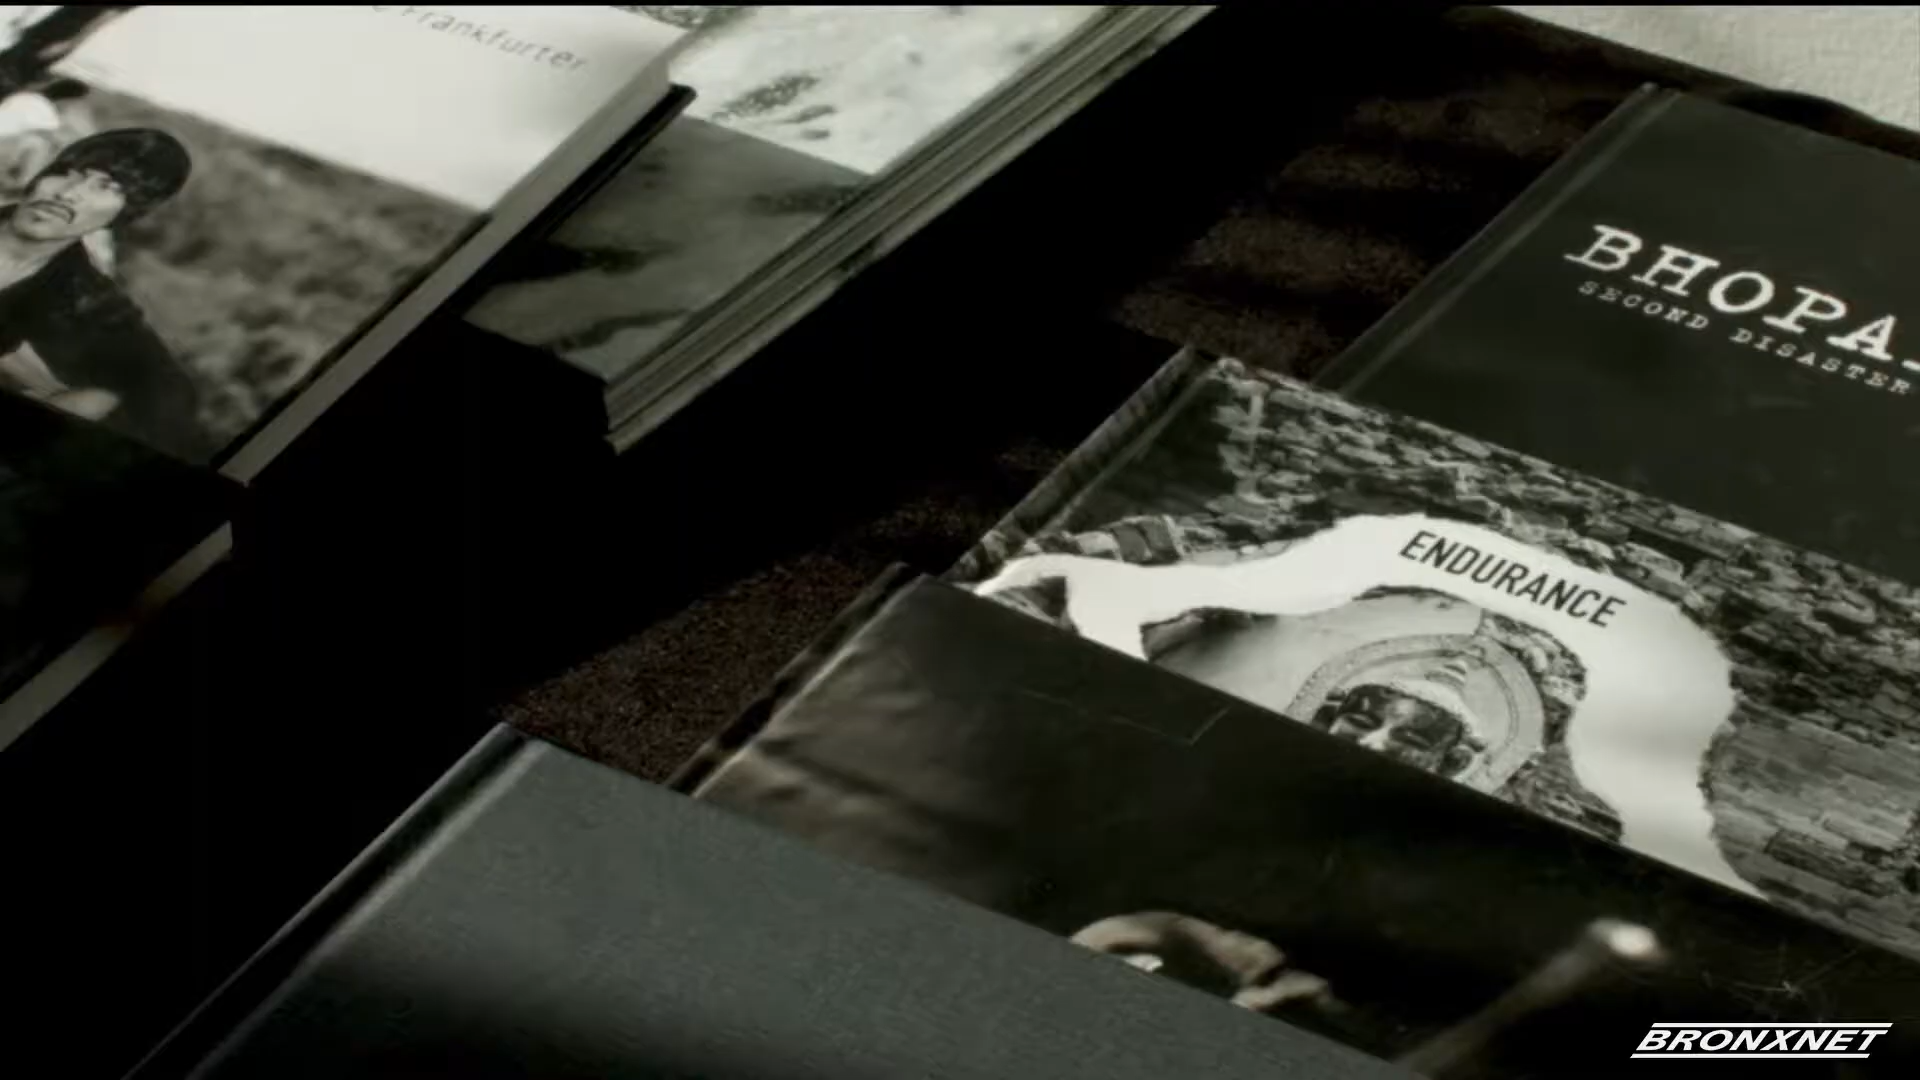 Frankfurter
BHOPA
SECOND DISASTER
ENDURANCE
BRONXNET